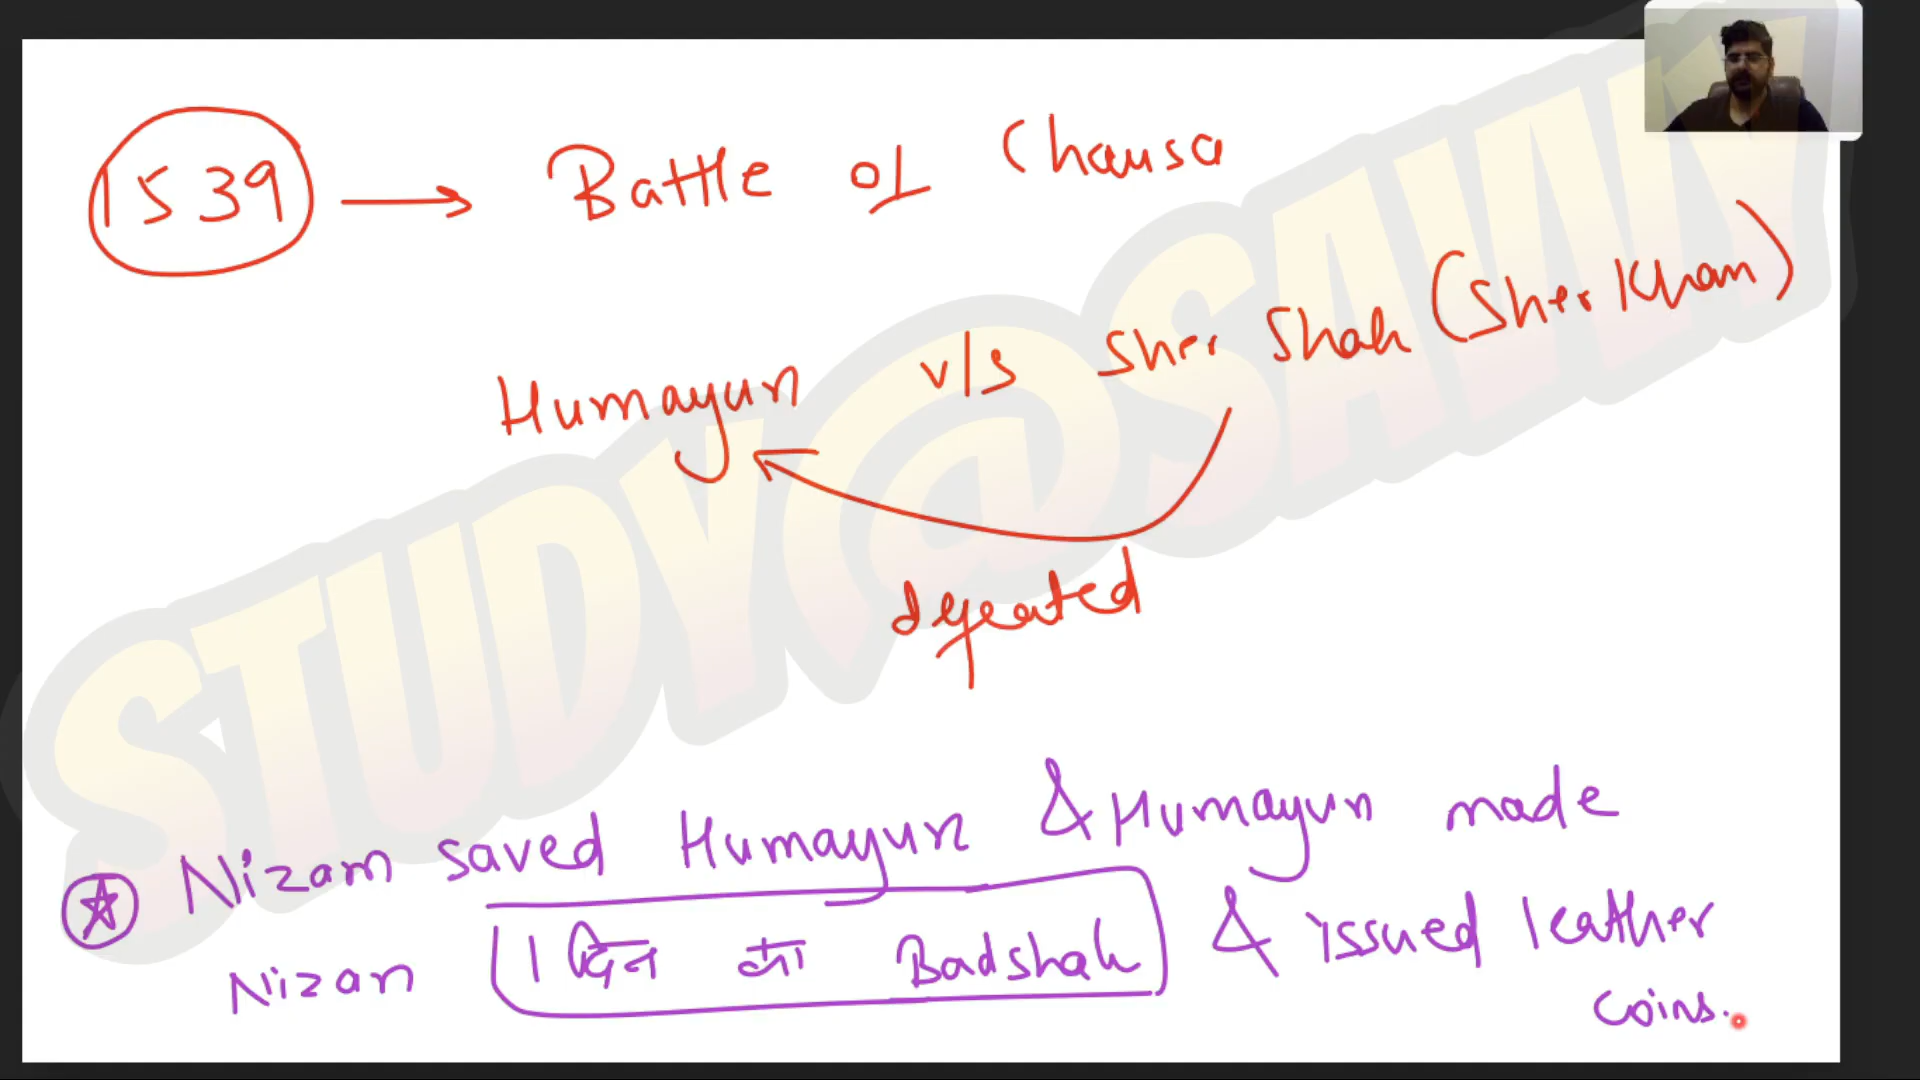 1539 → Battle of Chausa
Humayun v/s Sher Shah (Sher Khan)
defeated
Nizam saved Humayun & Humayun made
Nizam 1 दिन का Badshah & issued leather
coins.
STUDY@SAVVY